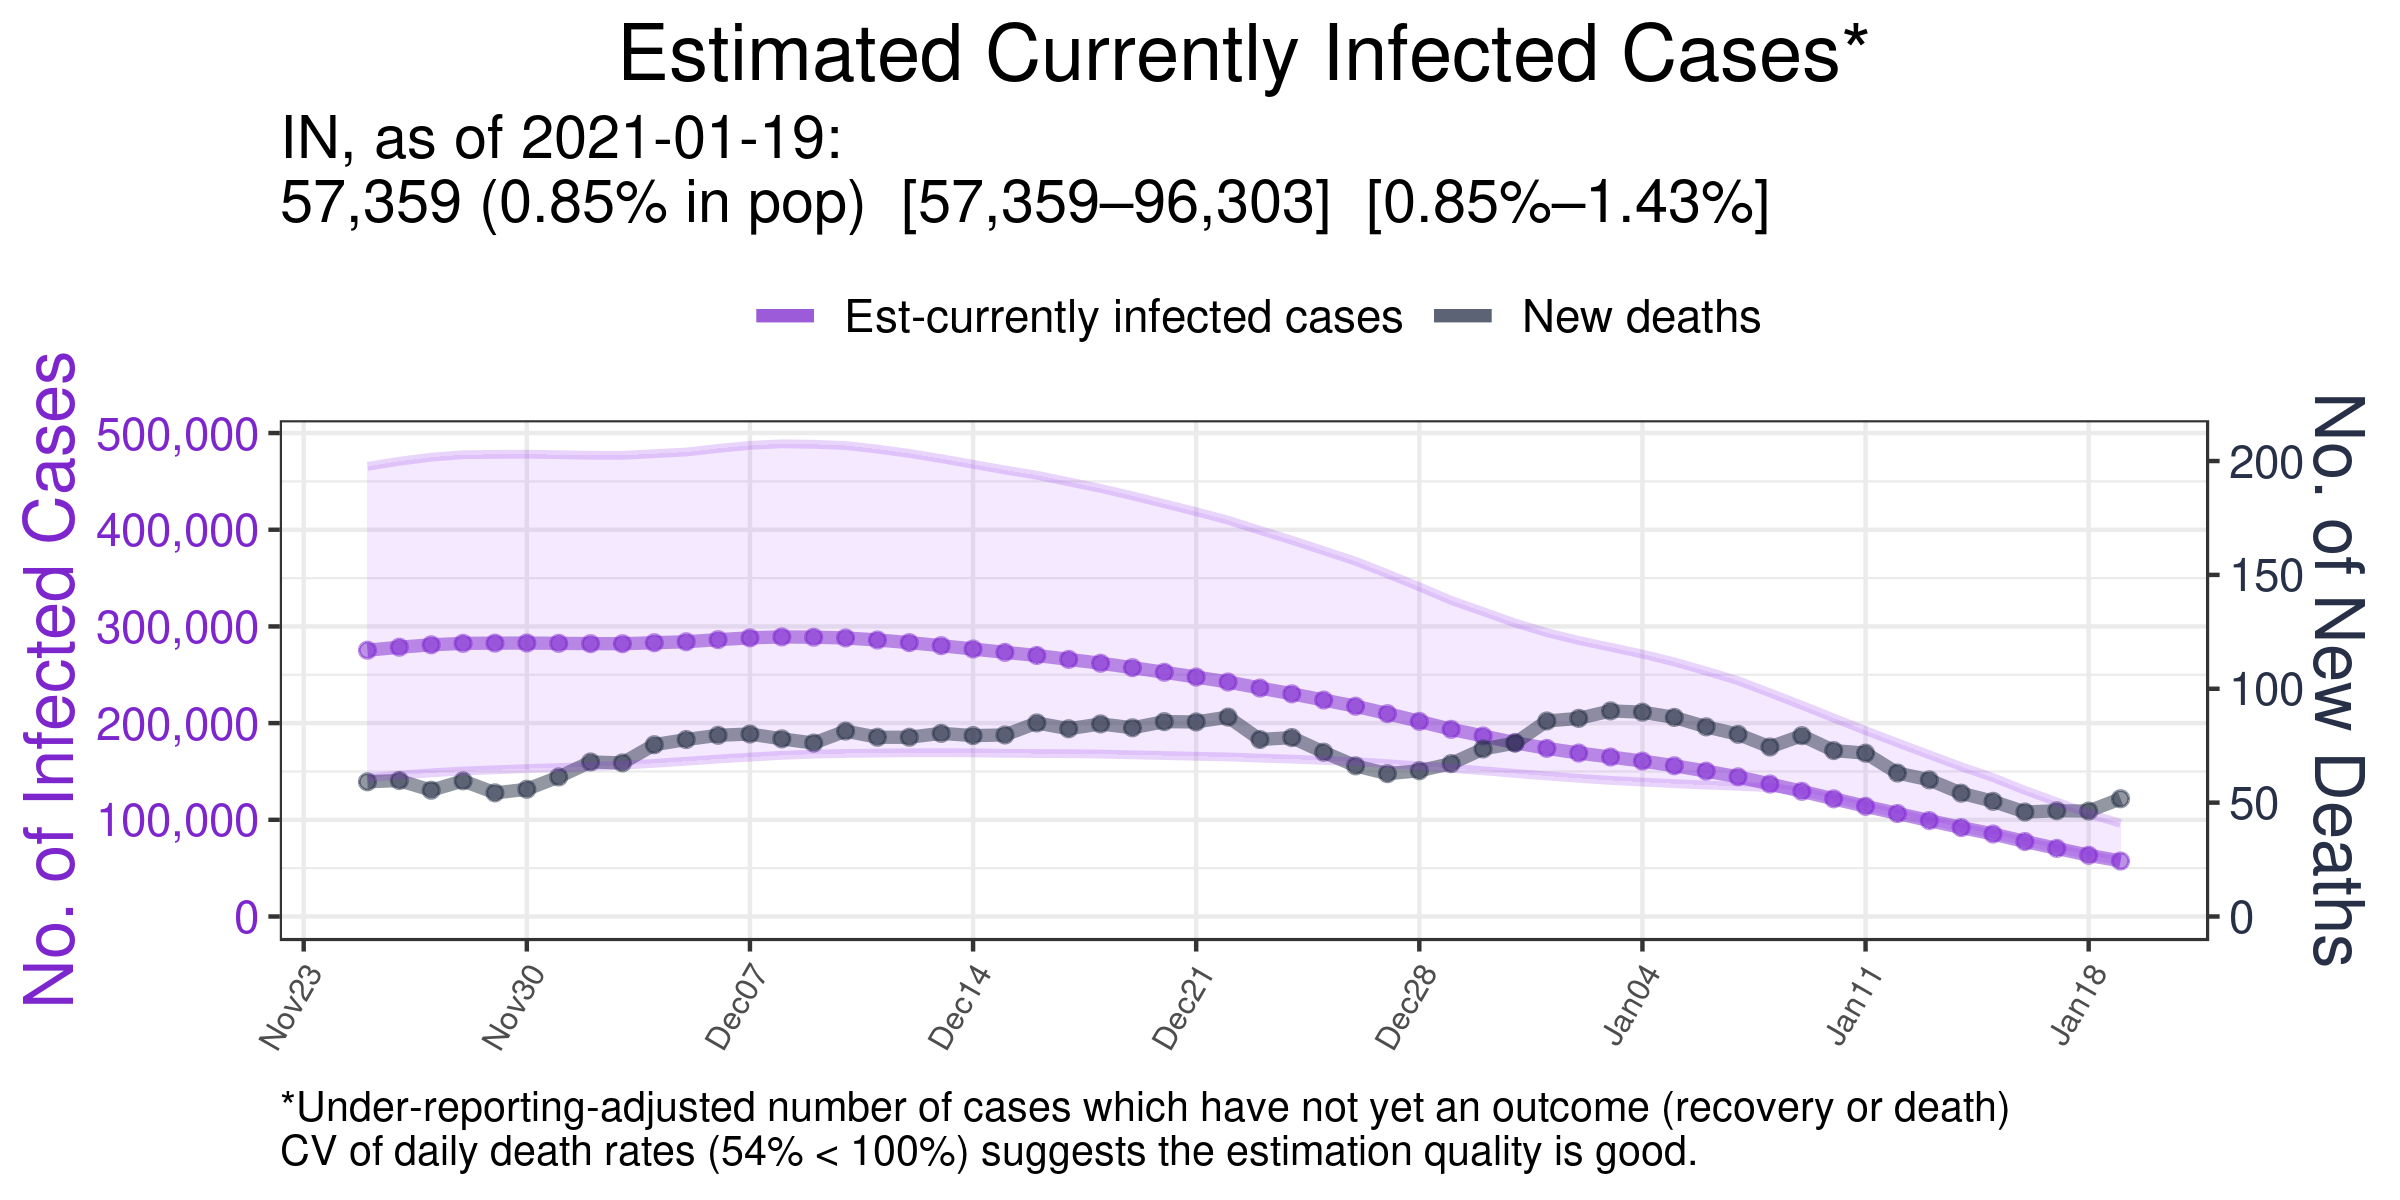 Estimated Currently Infected Cases*
IN, as of 2021-01-19:
57,359 (0.85% in pop)  [57,359–96,303]  [0.85%–1.43%]
Est-currently infected cases
New deaths
No. of Infected Cases
500,000
400,000
300,000
200,000
100,000
0
200
150
100
50
0
No. of New Deaths
Nov23
Nov30
Dec07
Dec14
Dec21
Dec28
Jan04
Jan11
Jan18
*Under-reporting-adjusted number of cases which have not yet an outcome (recovery or death)
CV of daily death rates (54% < 100%) suggests the estimation quality is good.